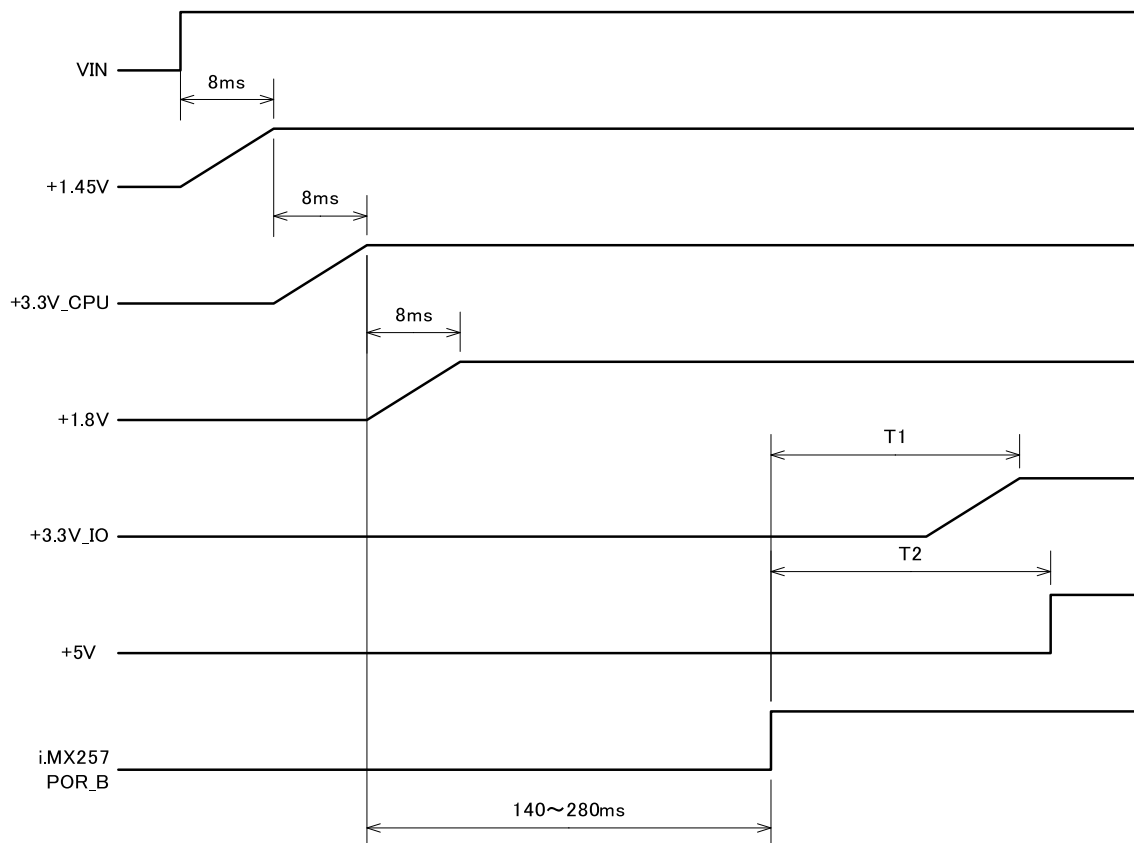 VIN
8ms
+1.45V
8ms
+3.3V_CPU
8ms
+1.8V
T1
+3.3V_IO
T2
+5V
i.MX257
POR_B
140～280ms